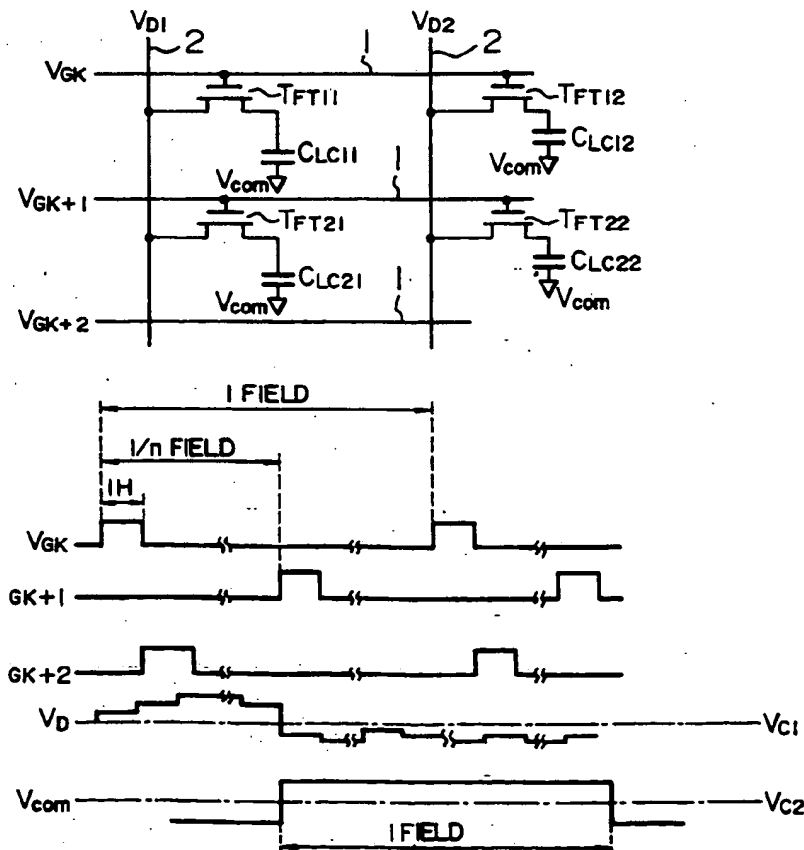 VD1 2 VD2 2
VGK 1
TFT11 TFT12
CLC11 CLC12
Vcom Vcom
VGK+1 1
TFT21 TFT22
CLC21 CLC22
Vcom Vcom
VGK+2 1
1 FIELD
1/n FIELD
1H
VGK
GK+1
GK+2
VD VC1
Vcom VC2
1 FIELD